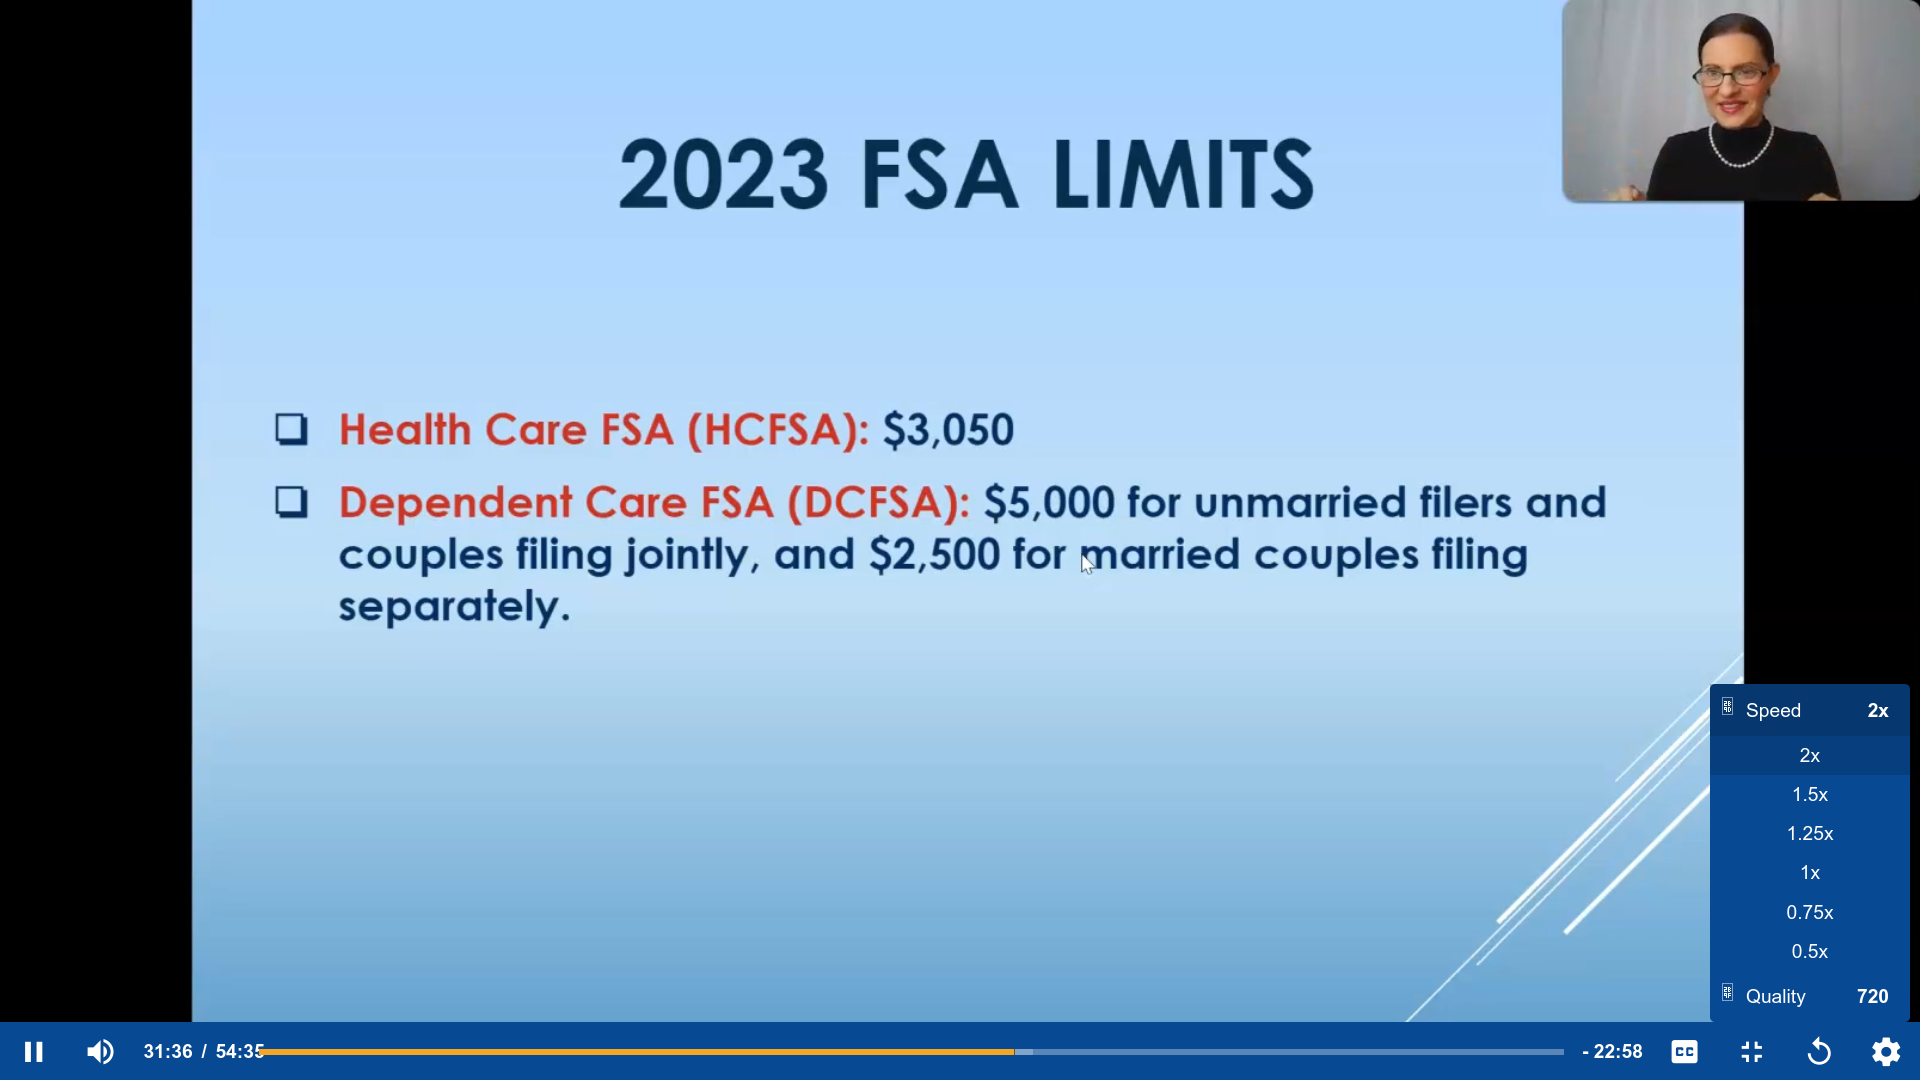 2023 FSA LIMITS
Health Care FSA (HCFSA): $3,050
Dependent Care FSA (DCFSA): $5,000 for unmarried filers and
couples filing jointly, and $2,500 for married couples filing
separately.
Speed 2x
2x
1.5x
1.25x
1x
0.75x
0.5x
Quality 720
31:36 / 54:35
- 22:58
CC